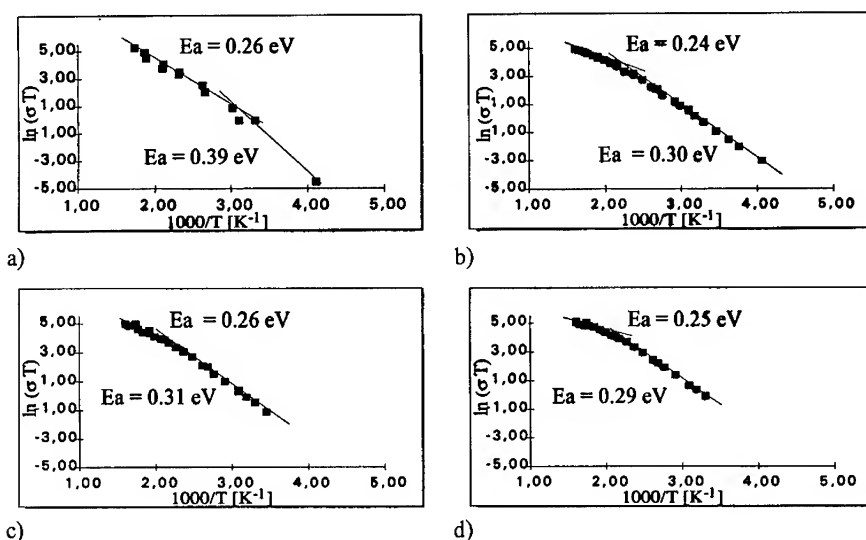 Ea = 0.26 eV
ln (σ T)
5,00
3,00
1,00
-1,00
-3,00
-5,00
Ea = 0.39 eV
1,00 2,00 3,00 4,00 5,00
1000/T [K⁻¹]
a)
Ea = 0.24 eV
ln (σ T)
5,00
3,00
1,00
-1,00
-3,00
-5,00
Ea = 0.30 eV
1,00 2,00 3,00 4,00 5,00
1000/T [K⁻¹]
b)
Ea = 0.26 eV
ln (σ T)
5,00
3,00
1,00
-1,00
-3,00
-5,00
Ea = 0.31 eV
1,00 2,00 3,00 4,00 5,00
1000/T [K⁻¹]
c)
Ea = 0.25 eV
ln (σ T)
5,00
3,00
1,00
-1,00
-3,00
-5,00
Ea = 0.29 eV
1,00 2,00 3,00 4,00 5,00
1000/T [K⁻¹]
d)